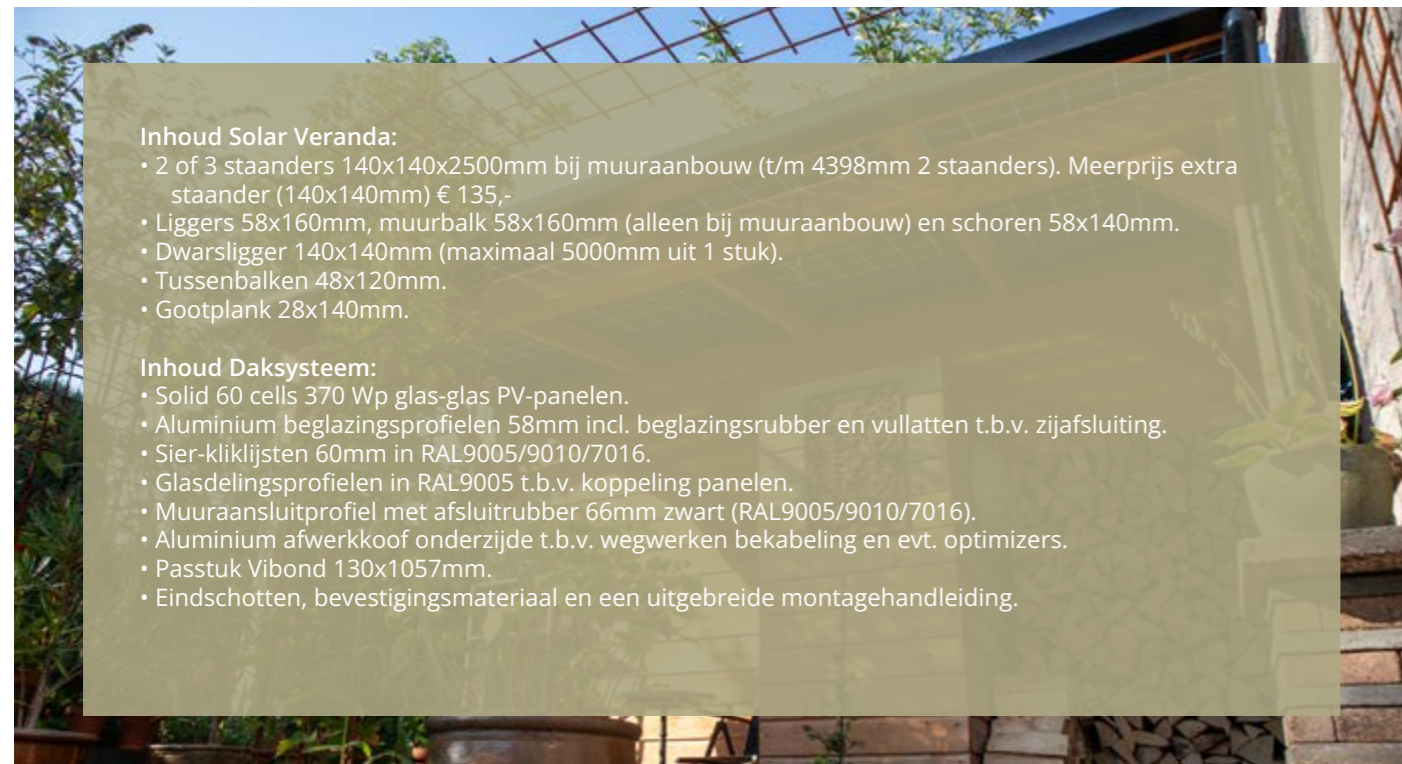 Inhoud Solar Veranda:
• 2 of 3 staanders 140x140x2500mm bij muuraanbouw (t/m 4398mm 2 staanders). Meerprijs extra
staander (140x140mm) € 135,-
• Liggers 58x160mm, muurbalk 58x160mm (alleen bij muuraanbouw) en schoren 58x140mm.
• Dwarsligger 140x140mm (maximaal 5000mm uit 1 stuk).
• Tussenbalken 48x120mm.
• Gootplank 28x140mm.
Inhoud Daksysteem:
• Solid 60 cells 370 Wp glas-glas PV-panelen.
• Aluminium beglazingsprofielen 58mm incl. beglazingsrubber en vullatten t.b.v. zijafsluiting.
• Sier-kliklijsten 60mm in RAL9005/9010/7016.
• Glasdelingsprofielen in RAL9005 t.b.v. koppeling panelen.
• Muuraansluitprofiel met afsluitrubber 66mm zwart (RAL9005/9010/7016).
• Aluminium afwerkkoof onderzijde t.b.v. wegwerken bekabeling en evt. optimizers.
• Passtuk Vibond 130x1057mm.
• Eindschotten, bevestigingsmateriaal en een uitgebreide montagehandleiding.